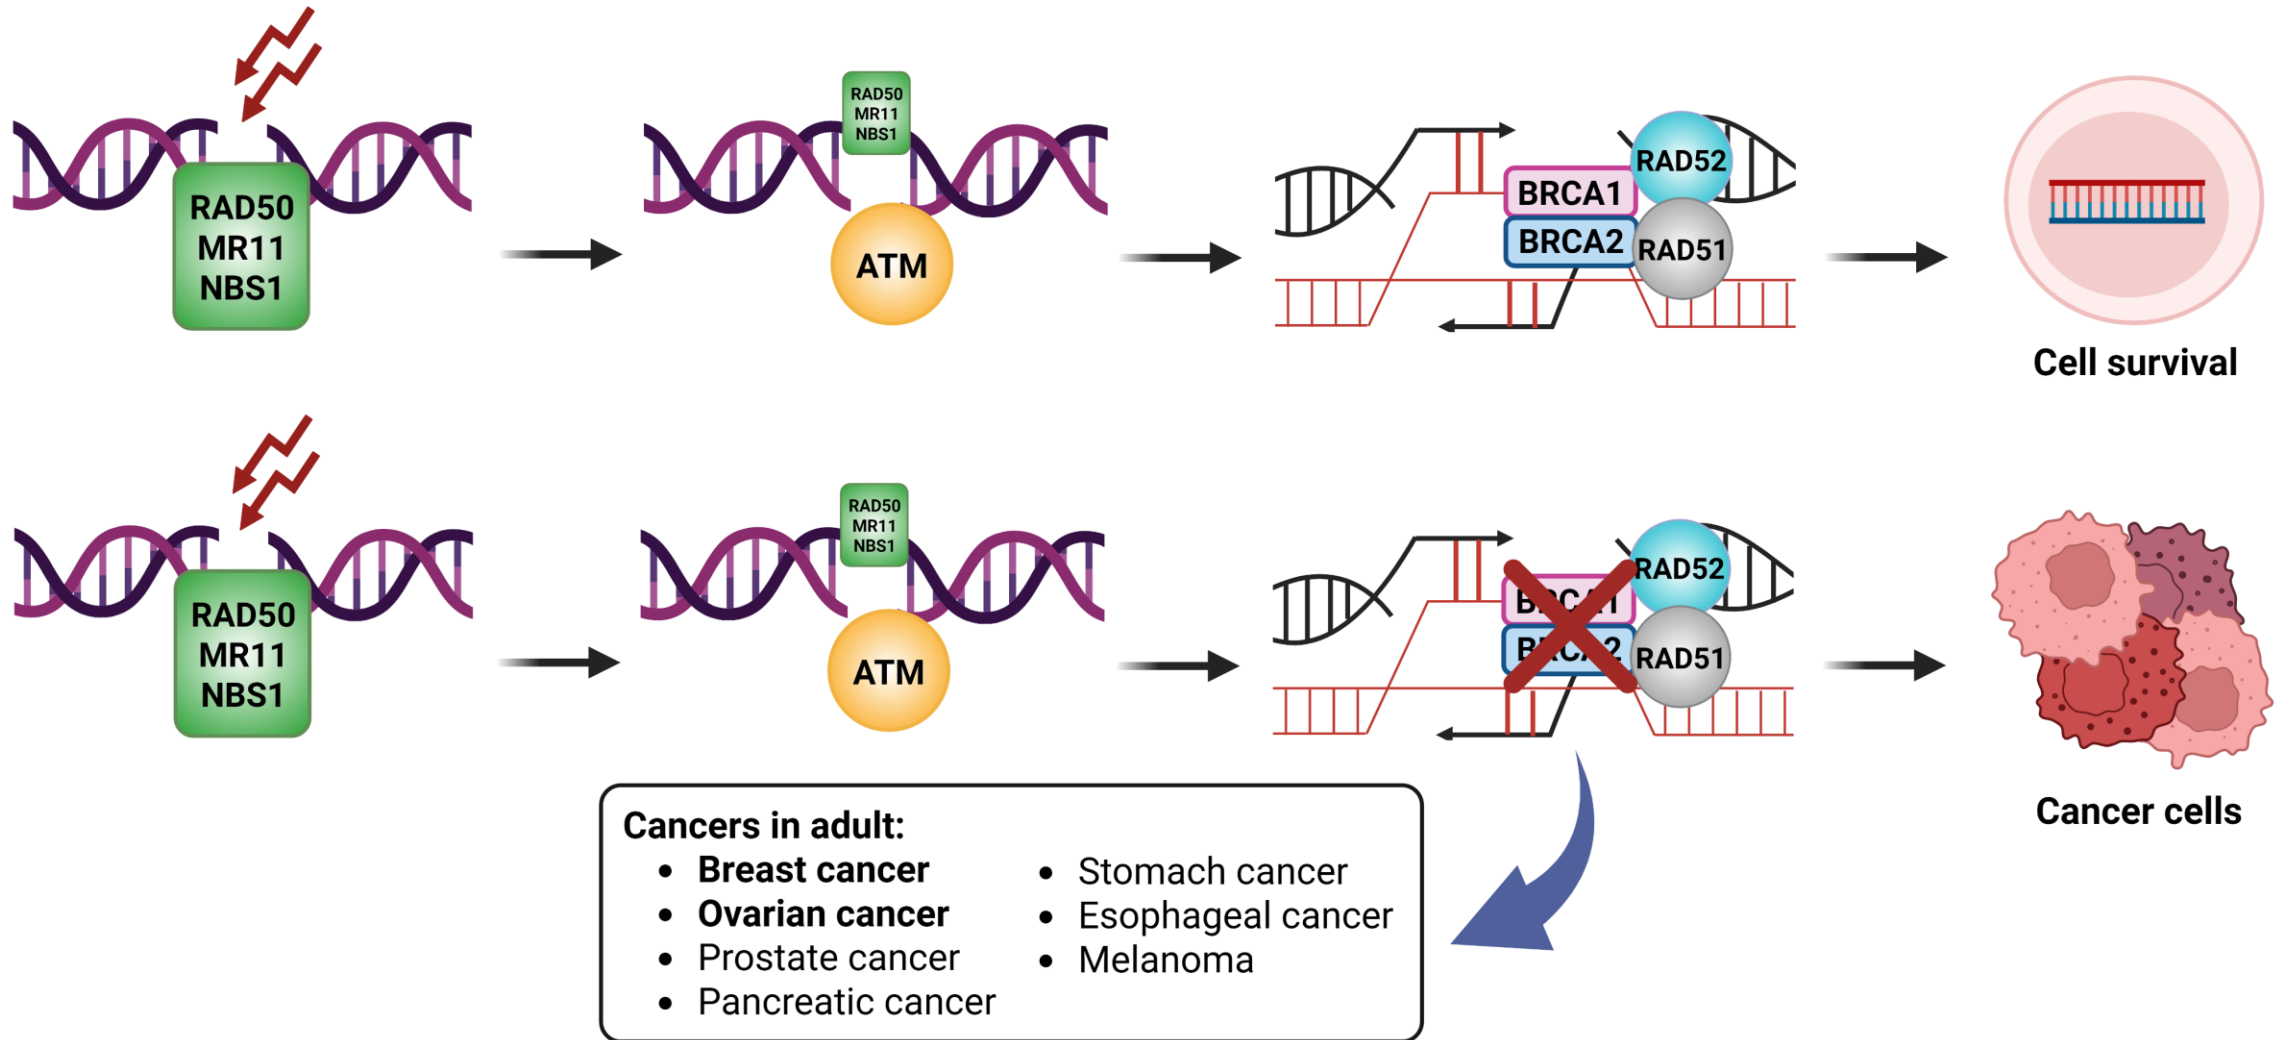 RAD50
MR11
NBS1
RAD50
MR11
NBS1
ATM
BRCA1
BRCA2
RAD52
RAD51
Cell survival
RAD50
MR11
NBS1
RAD50
MR11
NBS1
ATM
BRCA1
BRCA2
RAD52
RAD51
Cancer cells
Cancers in adult:
• Breast cancer
• Ovarian cancer
• Prostate cancer
• Pancreatic cancer
• Stomach cancer
• Esophageal cancer
• Melanoma